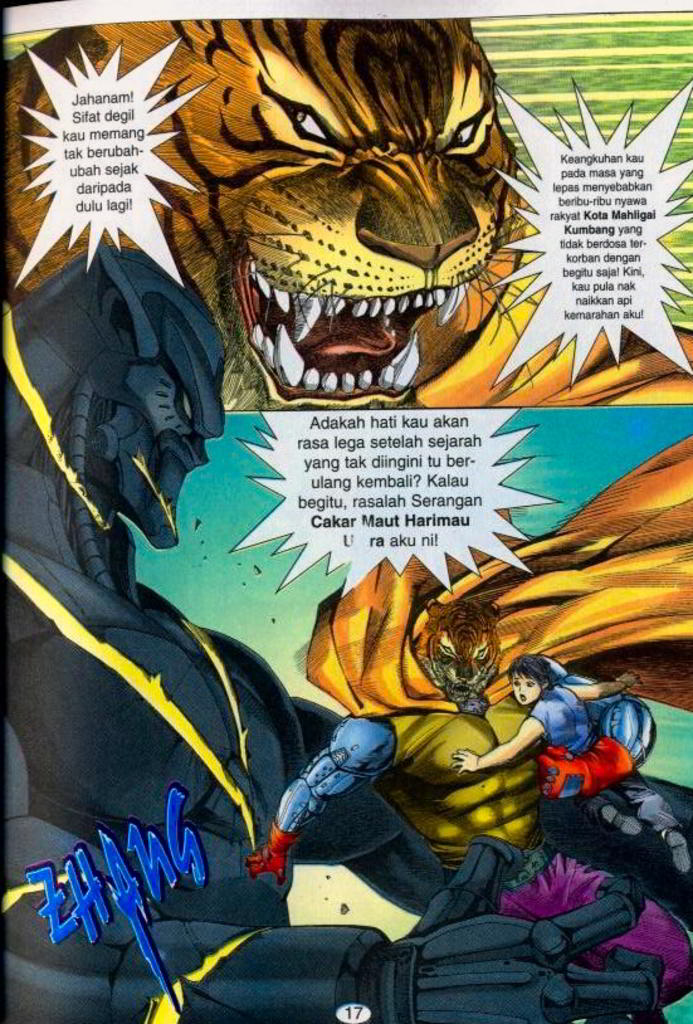 Jahanam!
Sifat degil
kau memang
tak berubah-
ubah sejak
daripada
dulu lagi!
Keangkuhan kau
pada masa yang
lepas menyebabkan
beribu-ribu nyawa
rakyat Kota Mahligai
Kumbang yang
tidak berdosa ter-
korban dengan
begitu saja! Kini,
kau pula nak
naikkan api
kemarahan aku!
Adakah hati kau akan
rasa lega setelah sejarah
yang tak diingini tu ber-
ulang kembali? Kalau
begitu, rasalah Serangan
Cakar Maut Harimau
aku ni!
ZHANG
17